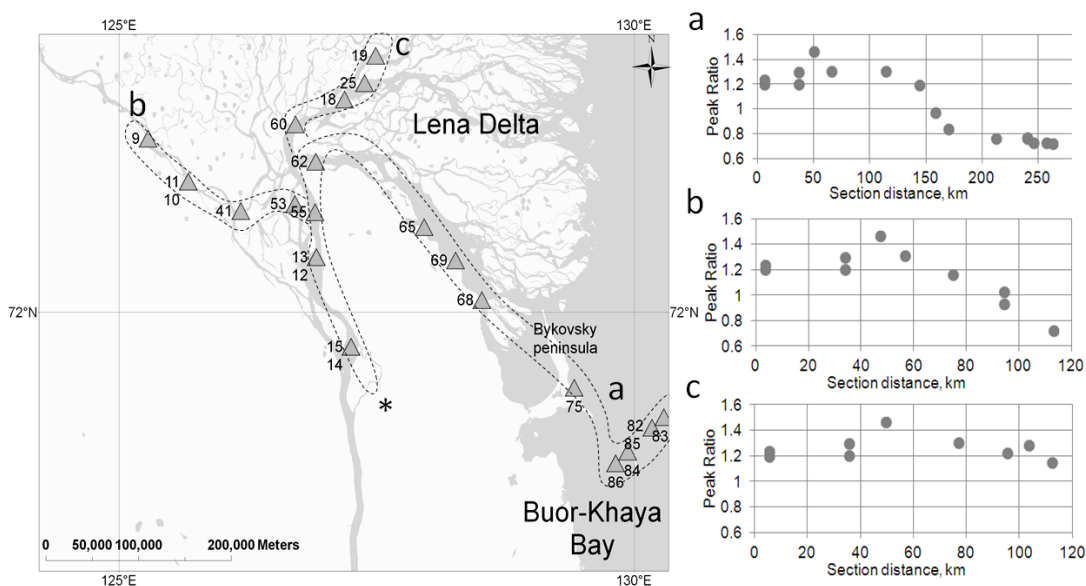 125°E
130°E
N
19
c
25
18
b
60
Lena Delta
9
62
11
10
53
41
55
65
13
12
69
68
72°N
72°N
Bykovsky
peninsula
15
14
*
a
75
82
83
85
84
86
Buor-Khaya
Bay
0
50,000
100,000
200,000 Meters
125°E
130°E
a
Peak Ratio
1.6
1.4
1.2
1
0.8
0.6
0
50
100
150
200
250
Section distance, km
b
Peak Ratio
1.6
1.4
1.2
1
0.8
0.6
0
20
40
60
80
100
120
Section distance, km
c
Peak Ratio
1.6
1.4
1.2
1
0.8
0.6
0
20
40
60
80
100
120
Section distance, km